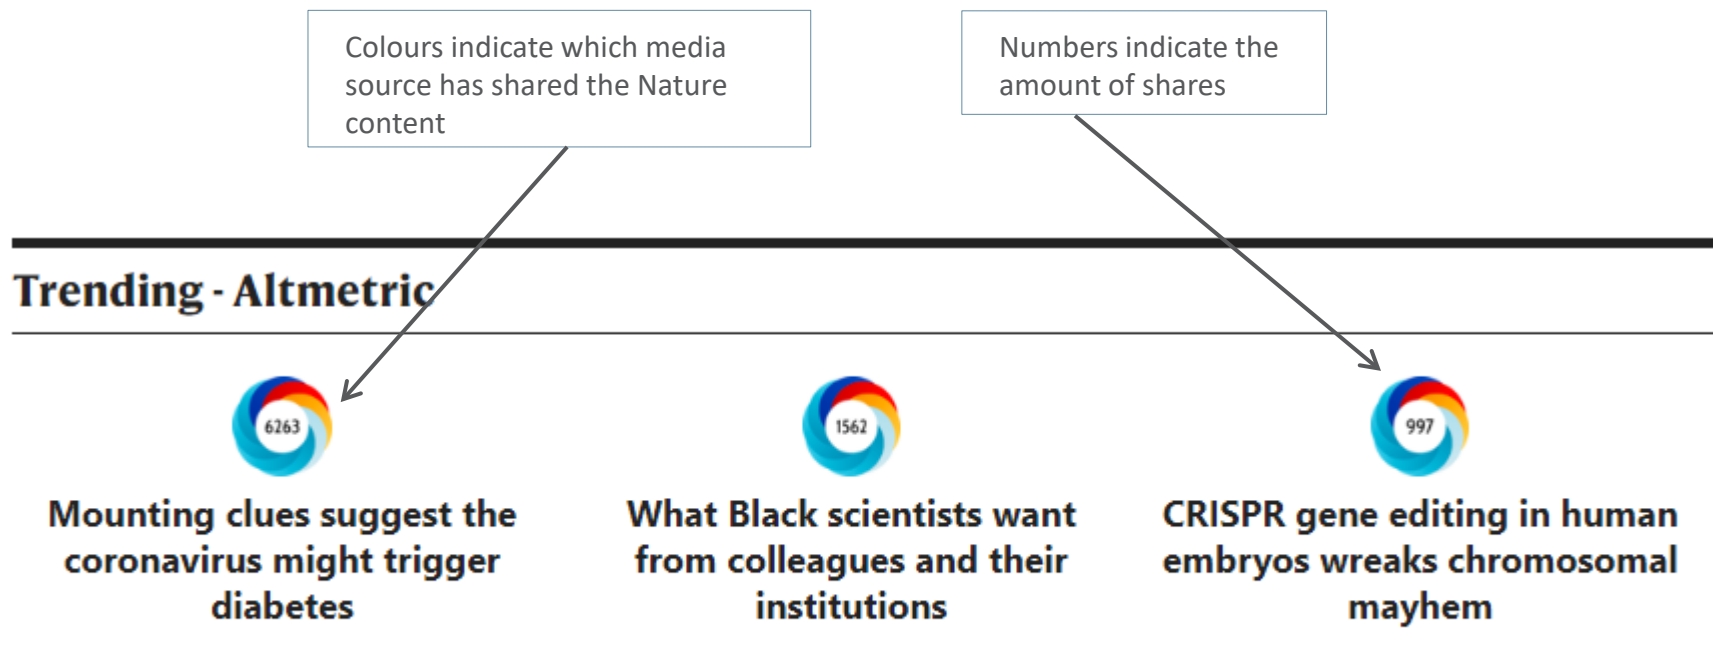 Colours indicate which media
source has shared the Nature
content
Numbers indicate the
amount of shares
Trending - Altmetric
6263
Mounting clues suggest the
coronavirus might trigger
diabetes
1562
What Black scientists want
from colleagues and their
institutions
997
CRISPR gene editing in human
embryos wreaks chromosomal
mayhem